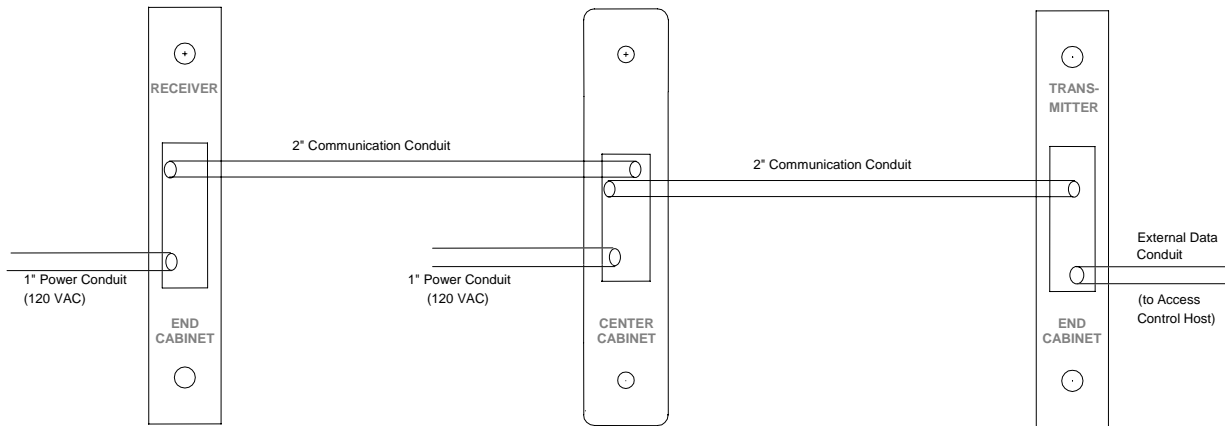 RECEIVER
TRANS-
MITTER
2" Communication Conduit
2" Communication Conduit
External Data
Conduit
1" Power Conduit
(120 VAC)
1" Power Conduit
(120 VAC)
(to Access
Control Host)
END
CABINET
CENTER
CABINET
END
CABINET